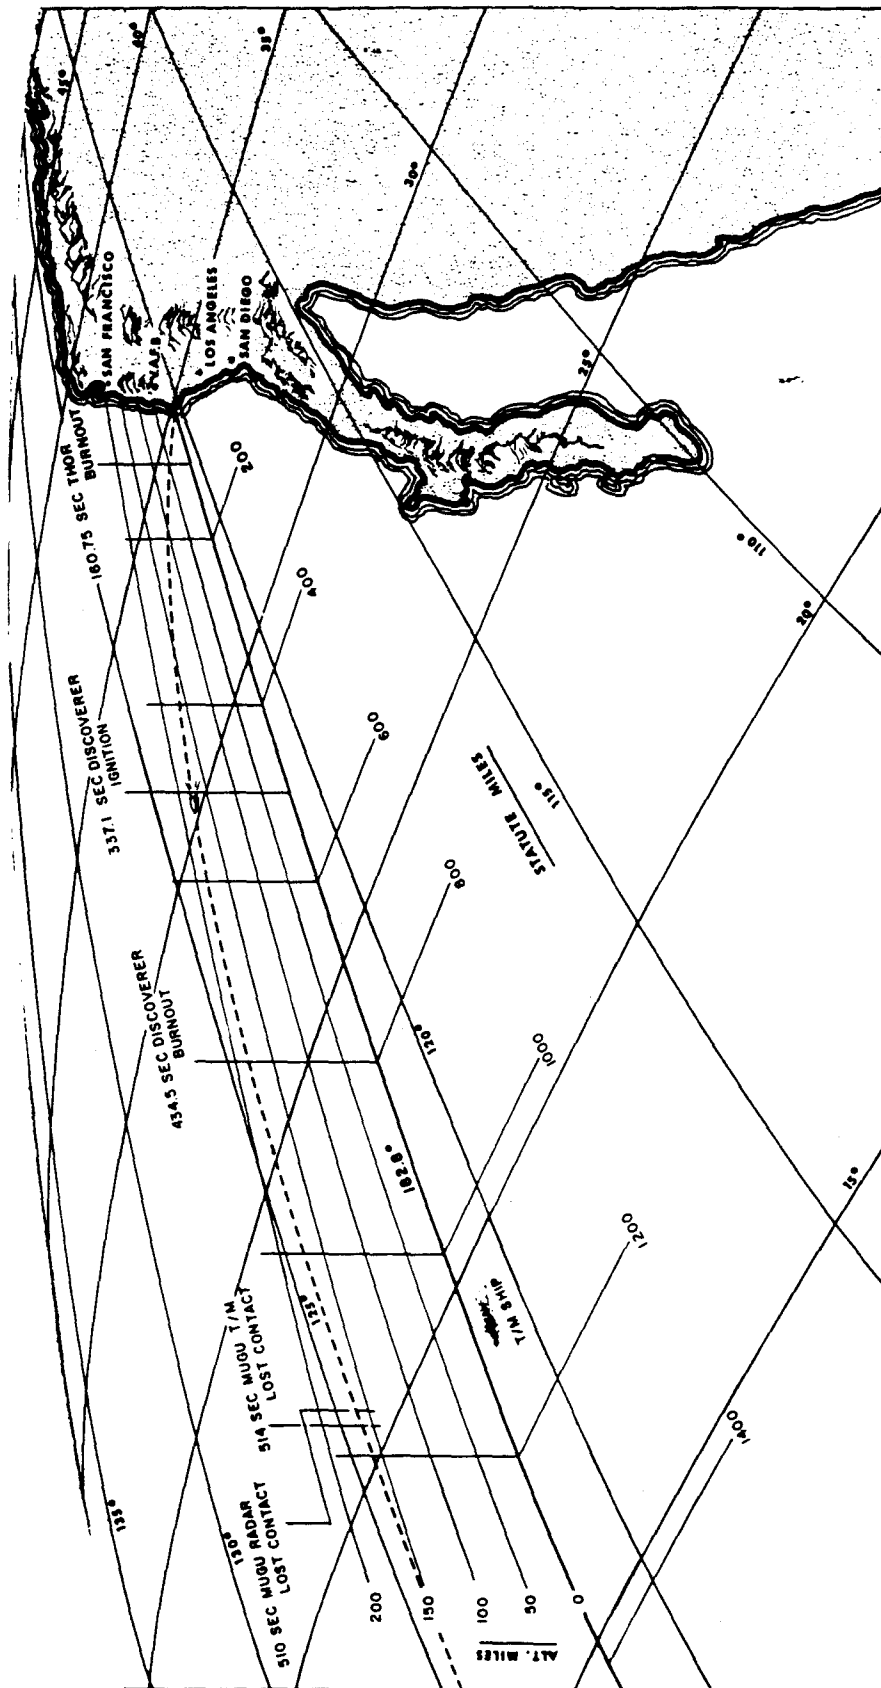 45°
40°
35°
30°
25°
20°
15°
110°
115°
120°
125°
130°
135°
SAN FRANCISCO
V.A.F.B.
LOS ANGELES
SAN DIEGO
160.75 SEC THOR
BURNOUT
337.1 SEC DISCOVERER
IGNITION
434.5 SEC DISCOVERER
BURNOUT
514 SEC MUGU T/M
LOST CONTACT
510 SEC MUGU RADAR
LOST CONTACT
200
400
600
800
1000
1200
1400
STATUTE MILES
182.8°
T/M SHIP
200
150
100
50
0
ALT. MILES